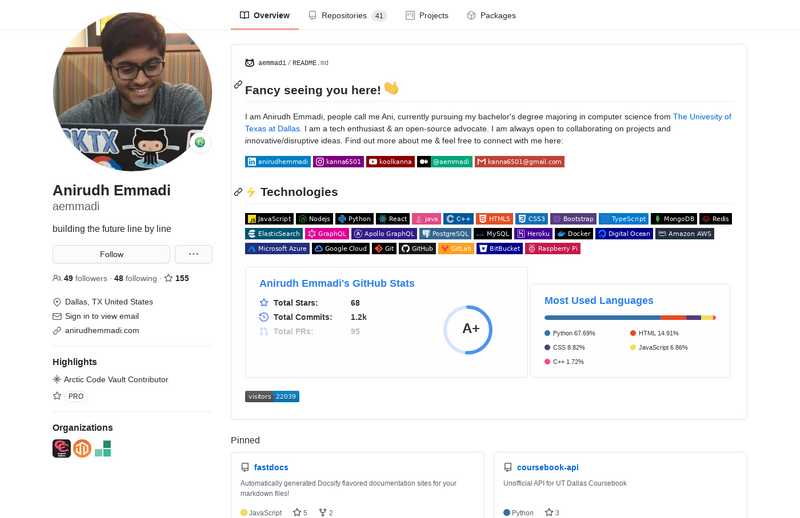 Overview
Repositories 41
Projects
Packages
PKTX
Anirudh Emmadi
aemmadi
building the future line by line
Follow
49 followers · 48 following · 155
Dallas, TX United States
Sign in to view email
anirudhemmadi.com
Highlights
Arctic Code Vault Contributor
PRO
Organizations
aemmadi / README.md
Fancy seeing you here! 👋
I am Anirudh Emmadi, people call me Ani, currently pursuing my bachelor's degree majoring in computer science from The Univesity of
Texas at Dallas. I am a tech enthusiast & an open-source advocate. I am always open to collaborating on projects and
innovative/disruptive ideas. Find out more about me & feel free to connect with me here:
anirudhemmadi kanna6501 koolkanna @aemmadi kanna6501@gmail.com
⚡ Technologies
JavaScript Nodejs Python React java C++ HTML5 CSS3 Bootstrap TypeScript MongoDB Redis
ElasticSearch GraphQL Apollo GraphQL PostgreSQL MySQL Heroku Docker Digital Ocean Amazon AWS
Microsoft Azure Google Cloud Git GitHub GitLab BitBucket Raspberry Pi
Anirudh Emmadi's GitHub Stats
Total Stars: 68
Total Commits: 1.2k
Total PRs: 95
A+
Most Used Languages
Python 67.69% HTML 14.91%
CSS 8.82% JavaScript 6.86%
C++ 1.72%
visitors 22039
Pinned
fastdocs
Automatically generated Docsify flavored documentation sites for your
markdown files!
JavaScript 5 2
coursebook-api
Unofficial API for UT Dallas Coursebook
Python 3